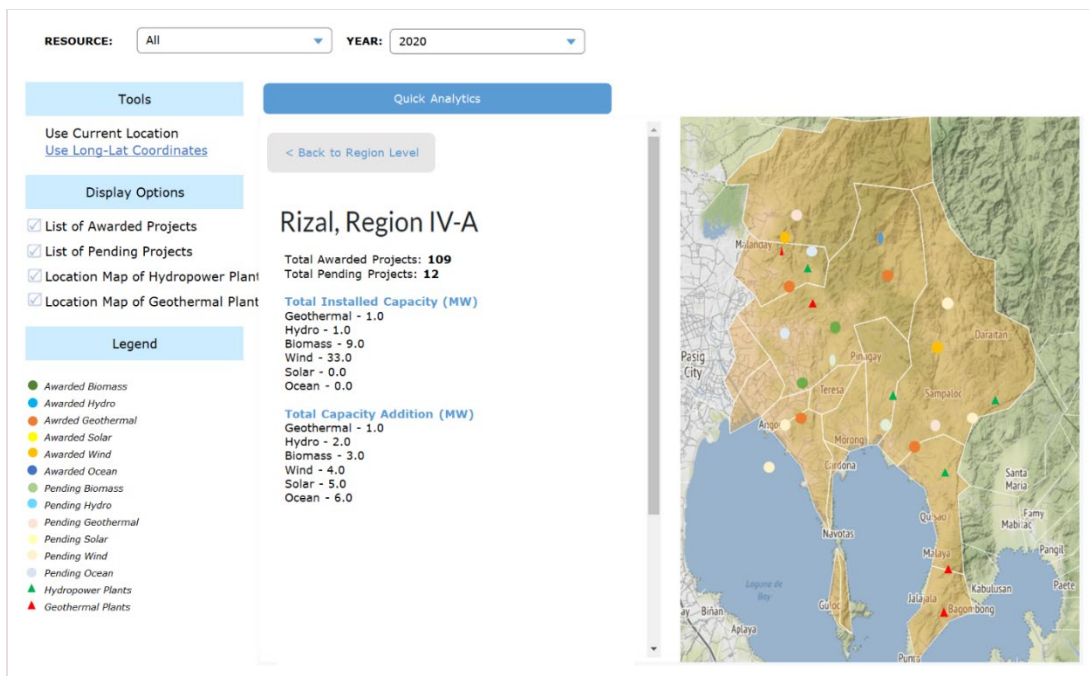 RESOURCE: All YEAR: 2020
Tools
Use Current Location
Use Long-Lat Coordinates
Display Options
List of Awarded Projects
List of Pending Projects
Location Map of Hydropower Plant
Location Map of Geothermal Plant
Legend
Awarded Biomass
Awarded Hydro
Awrded Geothermal
Awarded Solar
Awarded Wind
Awarded Ocean
Pending Biomass
Pending Hydro
Pending Geothermal
Pending Solar
Pending Wind
Pending Ocean
Hydropower Plants
Geothermal Plants
Quick Analytics
< Back to Region Level
Rizal, Region IV-A
Total Awarded Projects: 109
Total Pending Projects: 12
Total Installed Capacity (MW)
Geothermal - 1.0
Hydro - 1.0
Biomass - 9.0
Wind - 33.0
Solar - 0.0
Ocean - 0.0
Total Capacity Addition (MW)
Geothermal - 1.0
Hydro - 2.0
Biomass - 3.0
Wind - 4.0
Solar - 5.0
Ocean - 6.0
Malanday
Daraitan
Pasig
City
Pinugay
Teresa
Sampaloc
Ango
Morong
Cardona
Santa
Maria
Quisao
Famy
Mabitac
Navotas
Malaya
Pangil
Laguna de
Bay
Kabulusan
Paete
Jalajala
Bagombong
ay
Biñan
Guloc
Aplaya
Punta